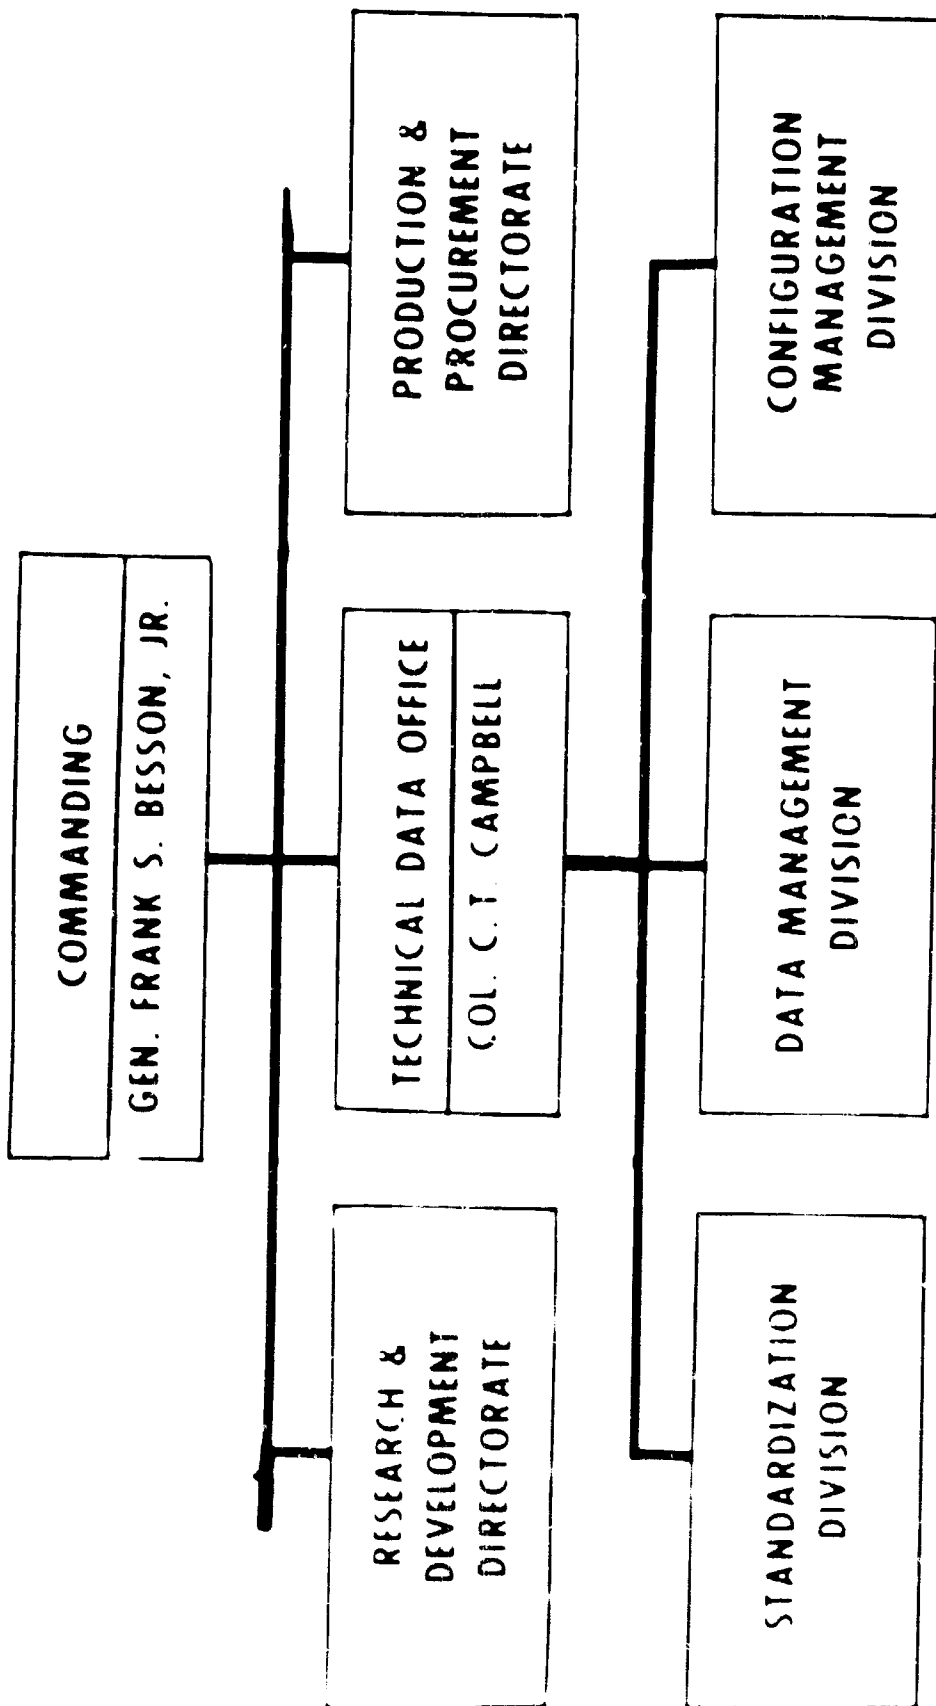 COMMANDING
GEN. FRANK S. BESSON, JR.
RESEARCH &
DEVELOPMENT
DIRECTORATE
TECHNICAL DATA OFFICE
COL. C.T. CAMPBELL
PRODUCTION &
PROCUREMENT
DIRECTORATE
STANDARDIZATION
DIVISION
DATA MANAGEMENT
DIVISION
CONFIGURATION
MANAGEMENT
DIVISION